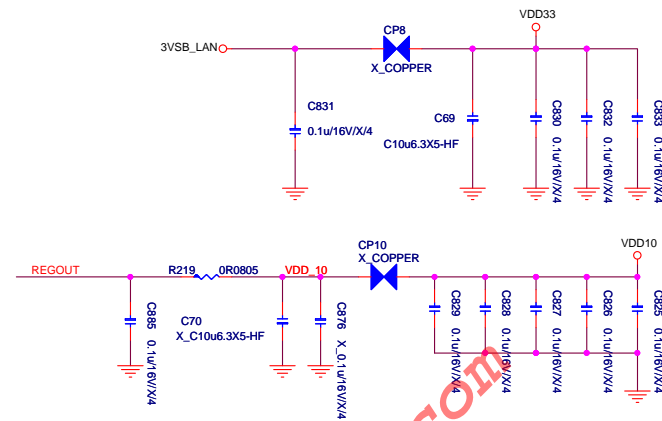 VDD33
3VSB_LAN
CP8
X_COPPER
C831
0.1u/16V/X/4
C69
C10u6.3X5-HF
C830 0.1u/16V/X/4
C832 0.1u/16V/X/4
C833 0.1u/16V/X/4
REGOUT
R219 0R0805
VDD_10
CP10
X_COPPER
VDD10
C885 0.1u/16V/X/4
C70
X_C10u6.3X5-HF
C876 X_0.1u/16V/X/4
C829 0.1u/16V/X/4
C828 0.1u/16V/X/4
C827 0.1u/16V/X/4
C826 0.1u/16V/X/4
C825 0.1u/16V/X/4
.com